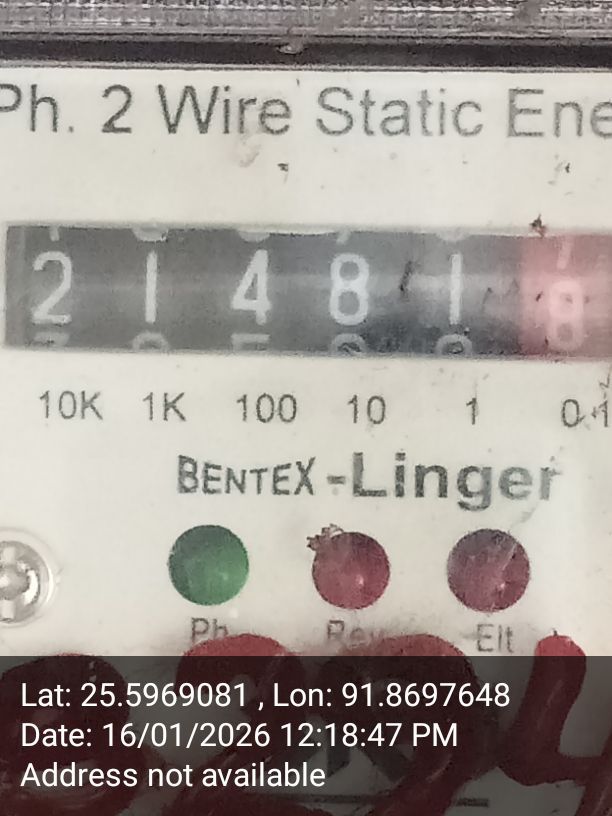 Ph. 2 Wire Static Ene
2 1 4 8 1 8
10K 1K 100 10 1 0.1
BENTEX-Linger
Ph Rev Elt
Lat: 25.5969081 , Lon: 91.8697648
Date: 16/01/2026 12:18:47 PM
Address not available